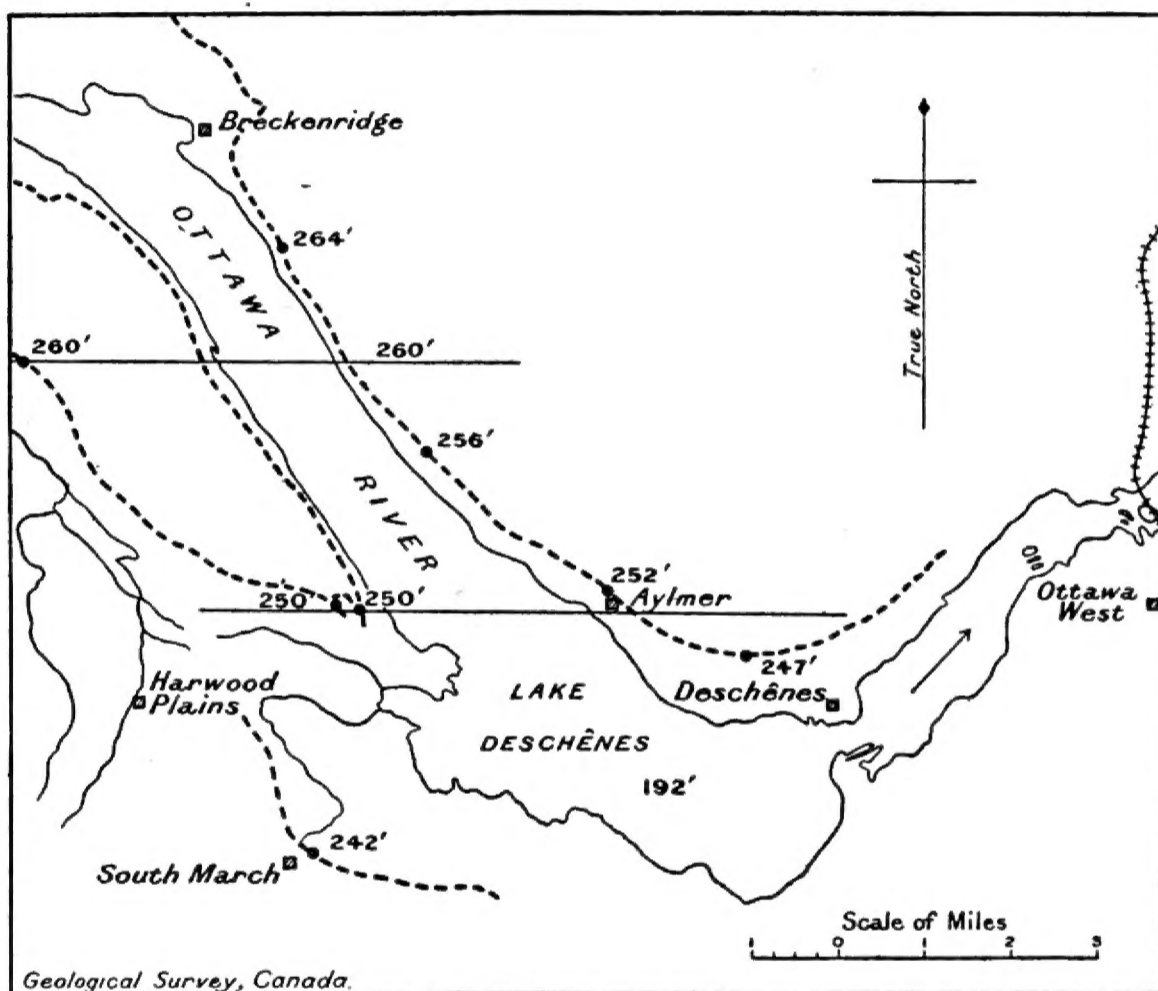 Breckenridge
OTTAWA
264'
True North
260'
260'
256'
RIVER
252'
Aylmer
250'
250'
Ottawa
West
247'
Harwood
Plains
LAKE
Deschênes
DESCHÊNES
192'
242'
South March
Scale of Miles
1 0 1 2 3
Geological Survey, Canada.